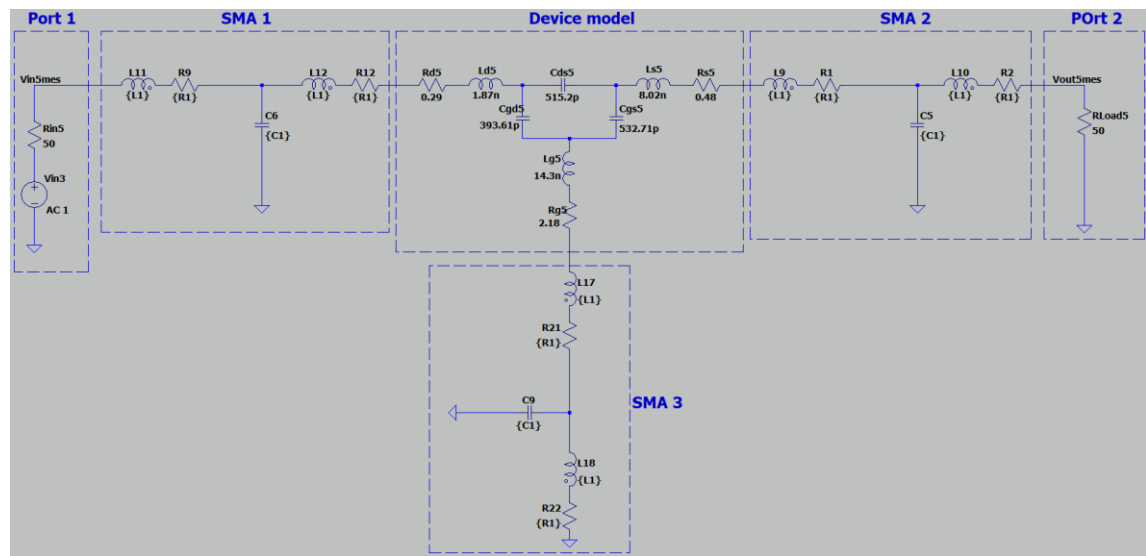 Port 1
SMA 1
Device model
SMA 2
POrt 2
Vin5mes
L11
{L1}
R9
{R1}
L12
{L1}
R12
{R1}
Rd5
0.29
Ld5
1.87n
Cds5
515.2p
Ls5
8.02n
Rs5
0.48
L9
{L1}
R1
{R1}
L10
{L1}
R2
{R1}
Vout5mes
Rin5
50
Vin3
AC 1
C6
{C1}
Cgd5
393.61p
Cgs5
532.71p
C5
{C1}
RLoad5
50
Lg5
14.3n
Rg5
2.18
L17
{L1}
R21
{R1}
C9
{C1}
SMA 3
L18
{L1}
R22
{R1}